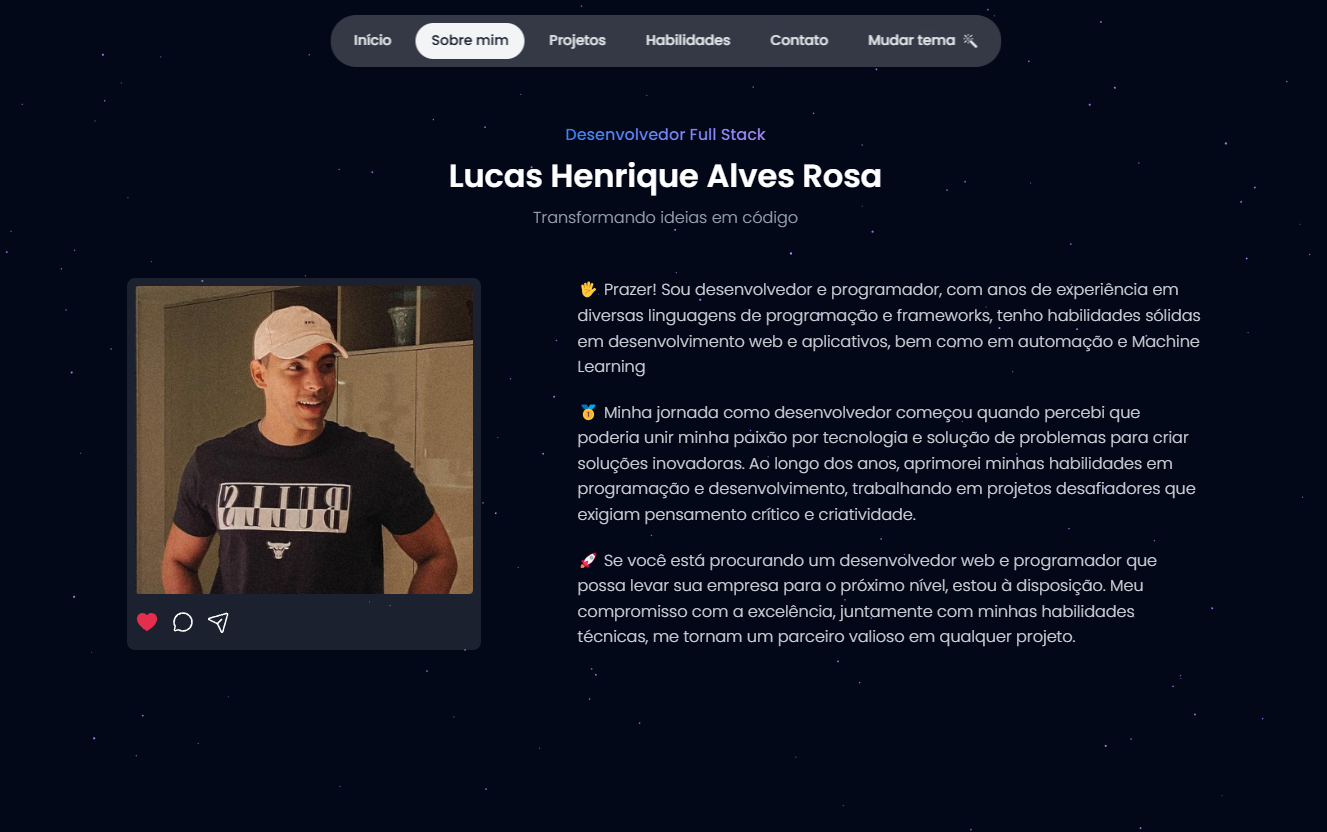 Início
Sobre mim
Projetos
Habilidades
Contato
Mudar tema
Desenvolvedor Full Stack
Lucas Henrique Alves Rosa
Transformando ideias em código
BULLS
🖐 Prazer! Sou desenvolvedor e programador, com anos de experiência em
diversas linguagens de programação e frameworks, tenho habilidades sólidas
em desenvolvimento web e aplicativos, bem como em automação e Machine
Learning
🥇 Minha jornada como desenvolvedor começou quando percebi que
poderia unir minha paixão por tecnologia e solução de problemas para criar
soluções inovadoras. Ao longo dos anos, aprimorei minhas habilidades em
programação e desenvolvimento, trabalhando em projetos desafiadores que
exigiam pensamento crítico e criatividade.
🚀 Se você está procurando um desenvolvedor web e programador que
possa levar sua empresa para o próximo nível, estou à disposição. Meu
compromisso com a excelência, juntamente com minhas habilidades
técnicas, me tornam um parceiro valioso em qualquer projeto.